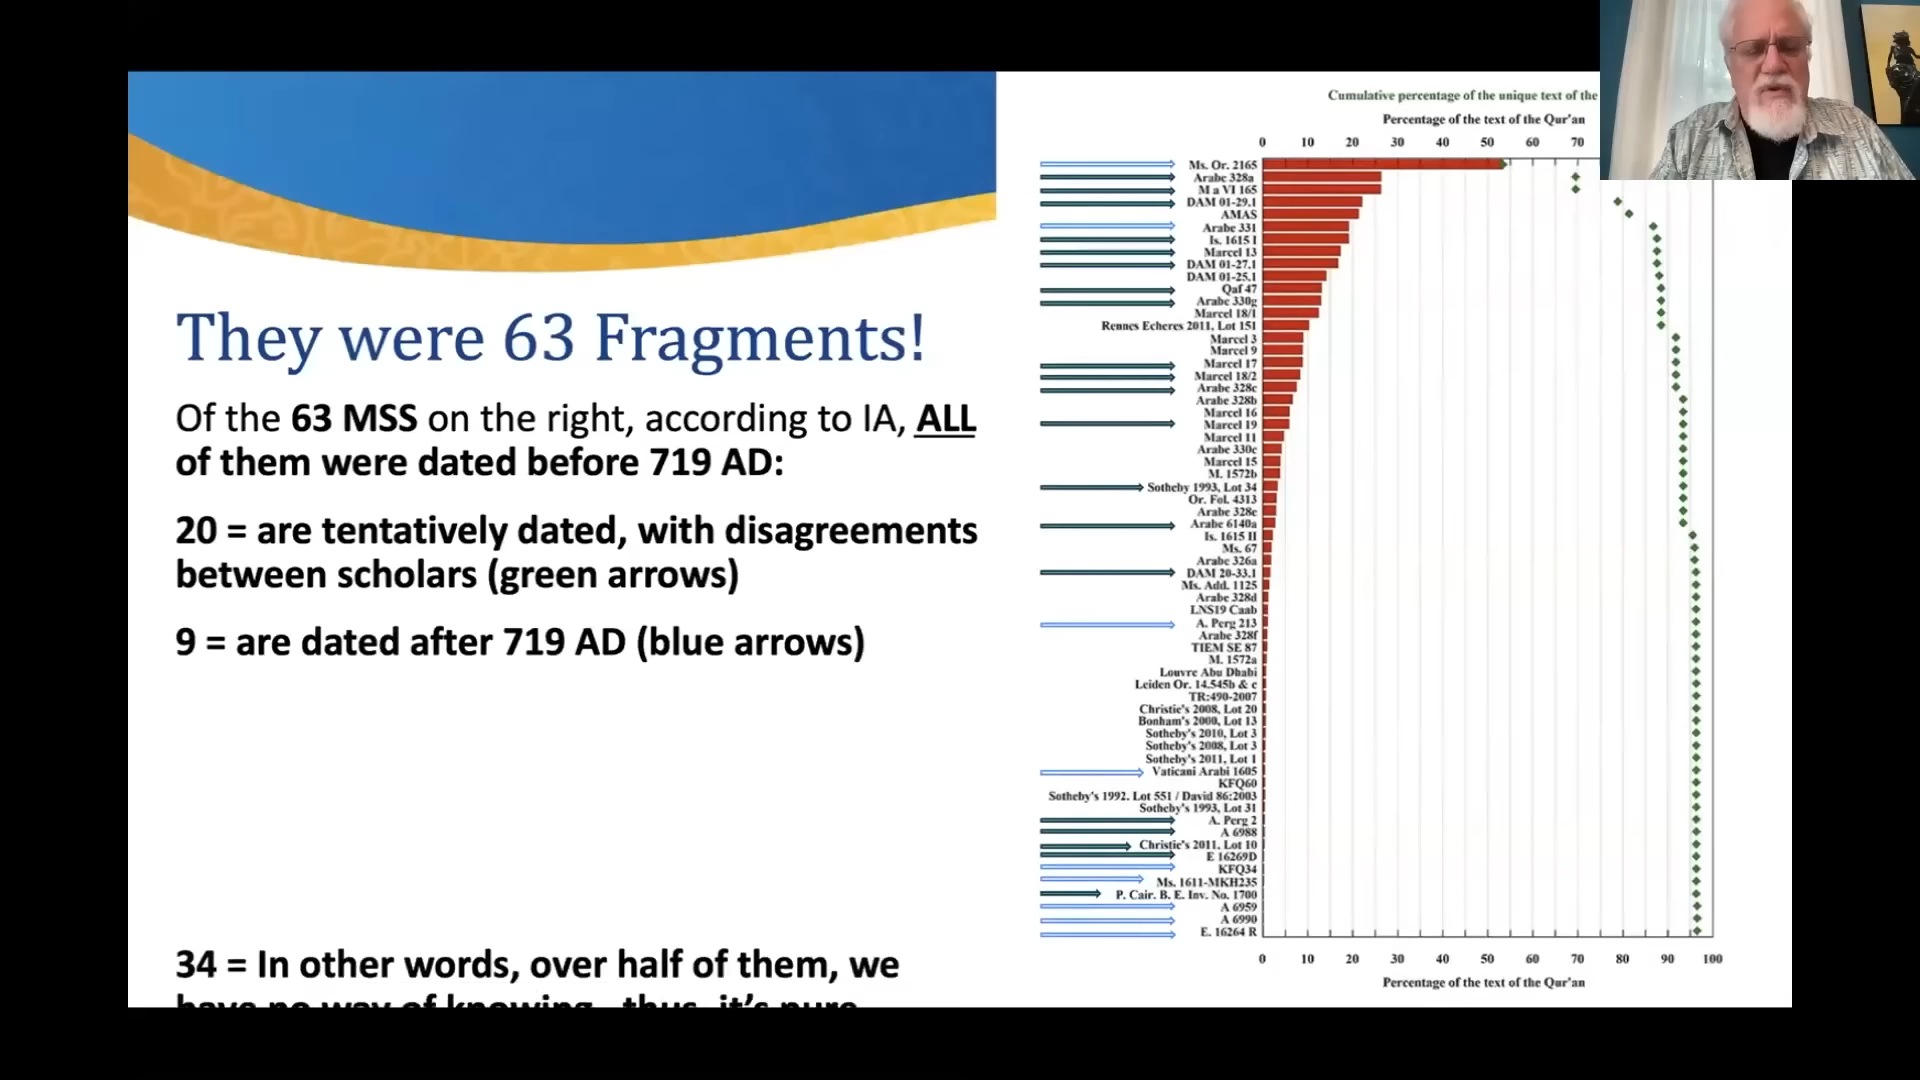 They were 63 Fragments!
Of the 63 MSS on the right, according to IA, ALL
of them were dated before 719 AD:
20 = are tentatively dated, with disagreements
between scholars (green arrows)
9 = are dated after 719 AD (blue arrows)
34 = In other words, over half of them, we
have no way of knowing
Cumulative percentage of the unique text of the
Percentage of the text of the Qur'an
0 10 20 30 40 50 60 70
Ms. Or. 2165
Arabe 328a
M a VI 165
DAM 01-29.1
AMAS
Arabe 331
Is. 1615 I
Marcel 13
DAM 01-27.1
DAM 01-25.1
Qaf 47
Arabe 330g
Marcel 18/1
Rennes Echeres 2011, Lot 151
Marcel 3
Marcel 9
Marcel 17
Marcel 18/2
Arabe 328c
Arabe 328b
Marcel 16
Marcel 19
Marcel 11
Arabe 330c
Marcel 15
M. 1572b
Sotheby 1993, Lot 34
Or. Fol. 4313
Arabe 328e
Arabe 6140a
Is. 1615 II
Ms. 67
Arabe 326a
DAM 20-33.1
Ms. Add. 1125
Arabe 328d
LNS19 Caab
A. Perg 213
Arabe 328f
TIEM SE 87
M. 1572a
Louvre Abu Dhabi
Leiden Or. 14.545b & c
TR:490-2007
Christie's 2008, Lot 20
Bonham's 2000, Lot 13
Sotheby's 2010, Lot 3
Sotheby's 2008, Lot 3
Sotheby's 2011, Lot 1
Vaticani Arabi 1605
KFQ60
Sotheby's 1992. Lot 551 / David 86:2003
Sotheby's 1993, Lot 31
A. Perg 2
A 6988
Christie's 2011, Lot 10
E 16269D
KFQ34
Ms. 1611-MKH235
P. Cair. B. E. Inv. No. 1700
A 6959
A 6990
E. 16264 R
0 10 20 30 40 50 60 70 80 90 100
Percentage of the text of the Qur'an